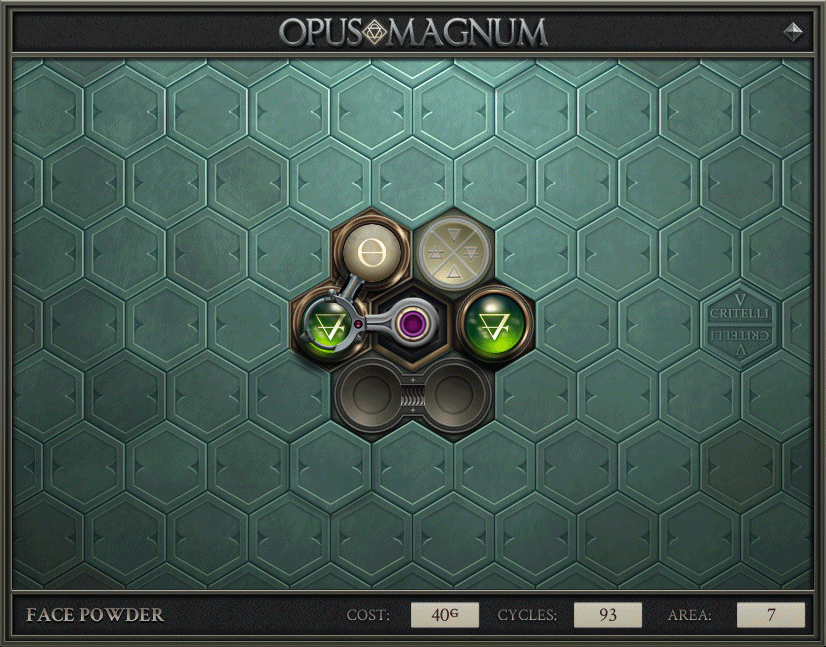 OPUS MAGNUM
V
CRITELLI
CRITELLI
V
FACE POWDER
COST:
40G
CYCLES:
93
AREA:
7